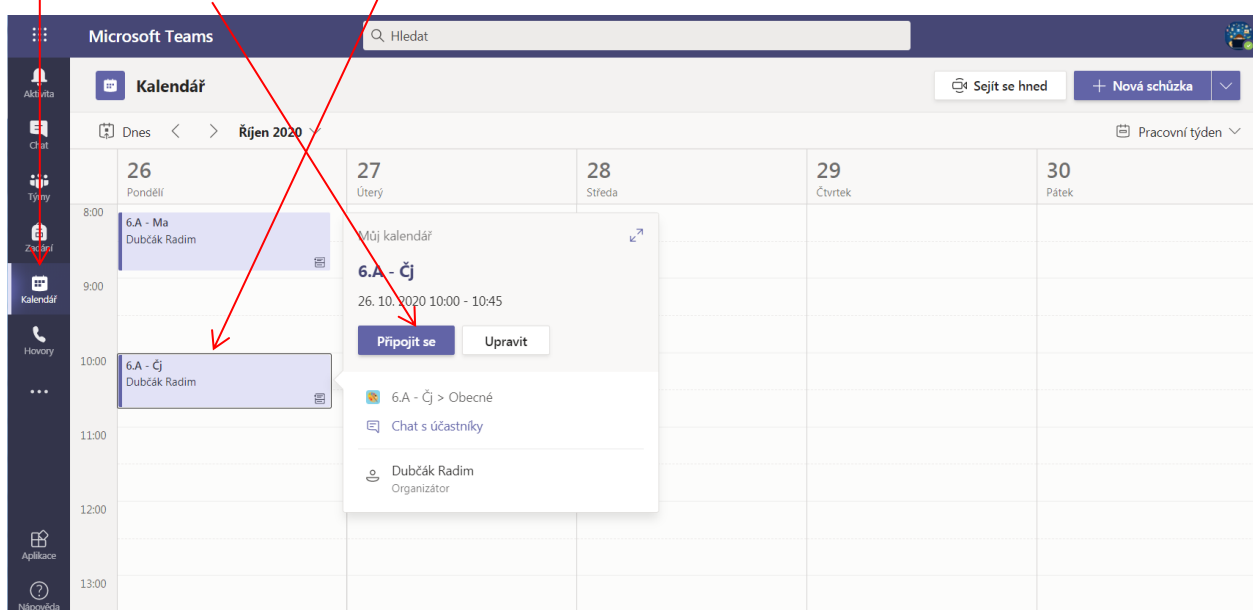 Microsoft Teams
Hledat
Aktivita
Chat
Týmy
Zadání
Kalendář
Hovory
Aplikace
Nápověda
Kalendář
Sejít se hned
Nová schůzka
Dnes
Říjen 2020
Pracovní týden
26
Pondělí
27
Úterý
28
Středa
29
Čtvrtek
30
Pátek
8:00
9:00
10:00
11:00
12:00
13:00
6.A - Ma
Dubčák Radim
6.A - Čj
Dubčák Radim
Můj kalendář
6.A - Čj
26. 10. 2020 10:00 - 10:45
Připojit se
Upravit
6.A - Čj > Obecné
Chat s účastníky
Dubčák Radim
Organizátor